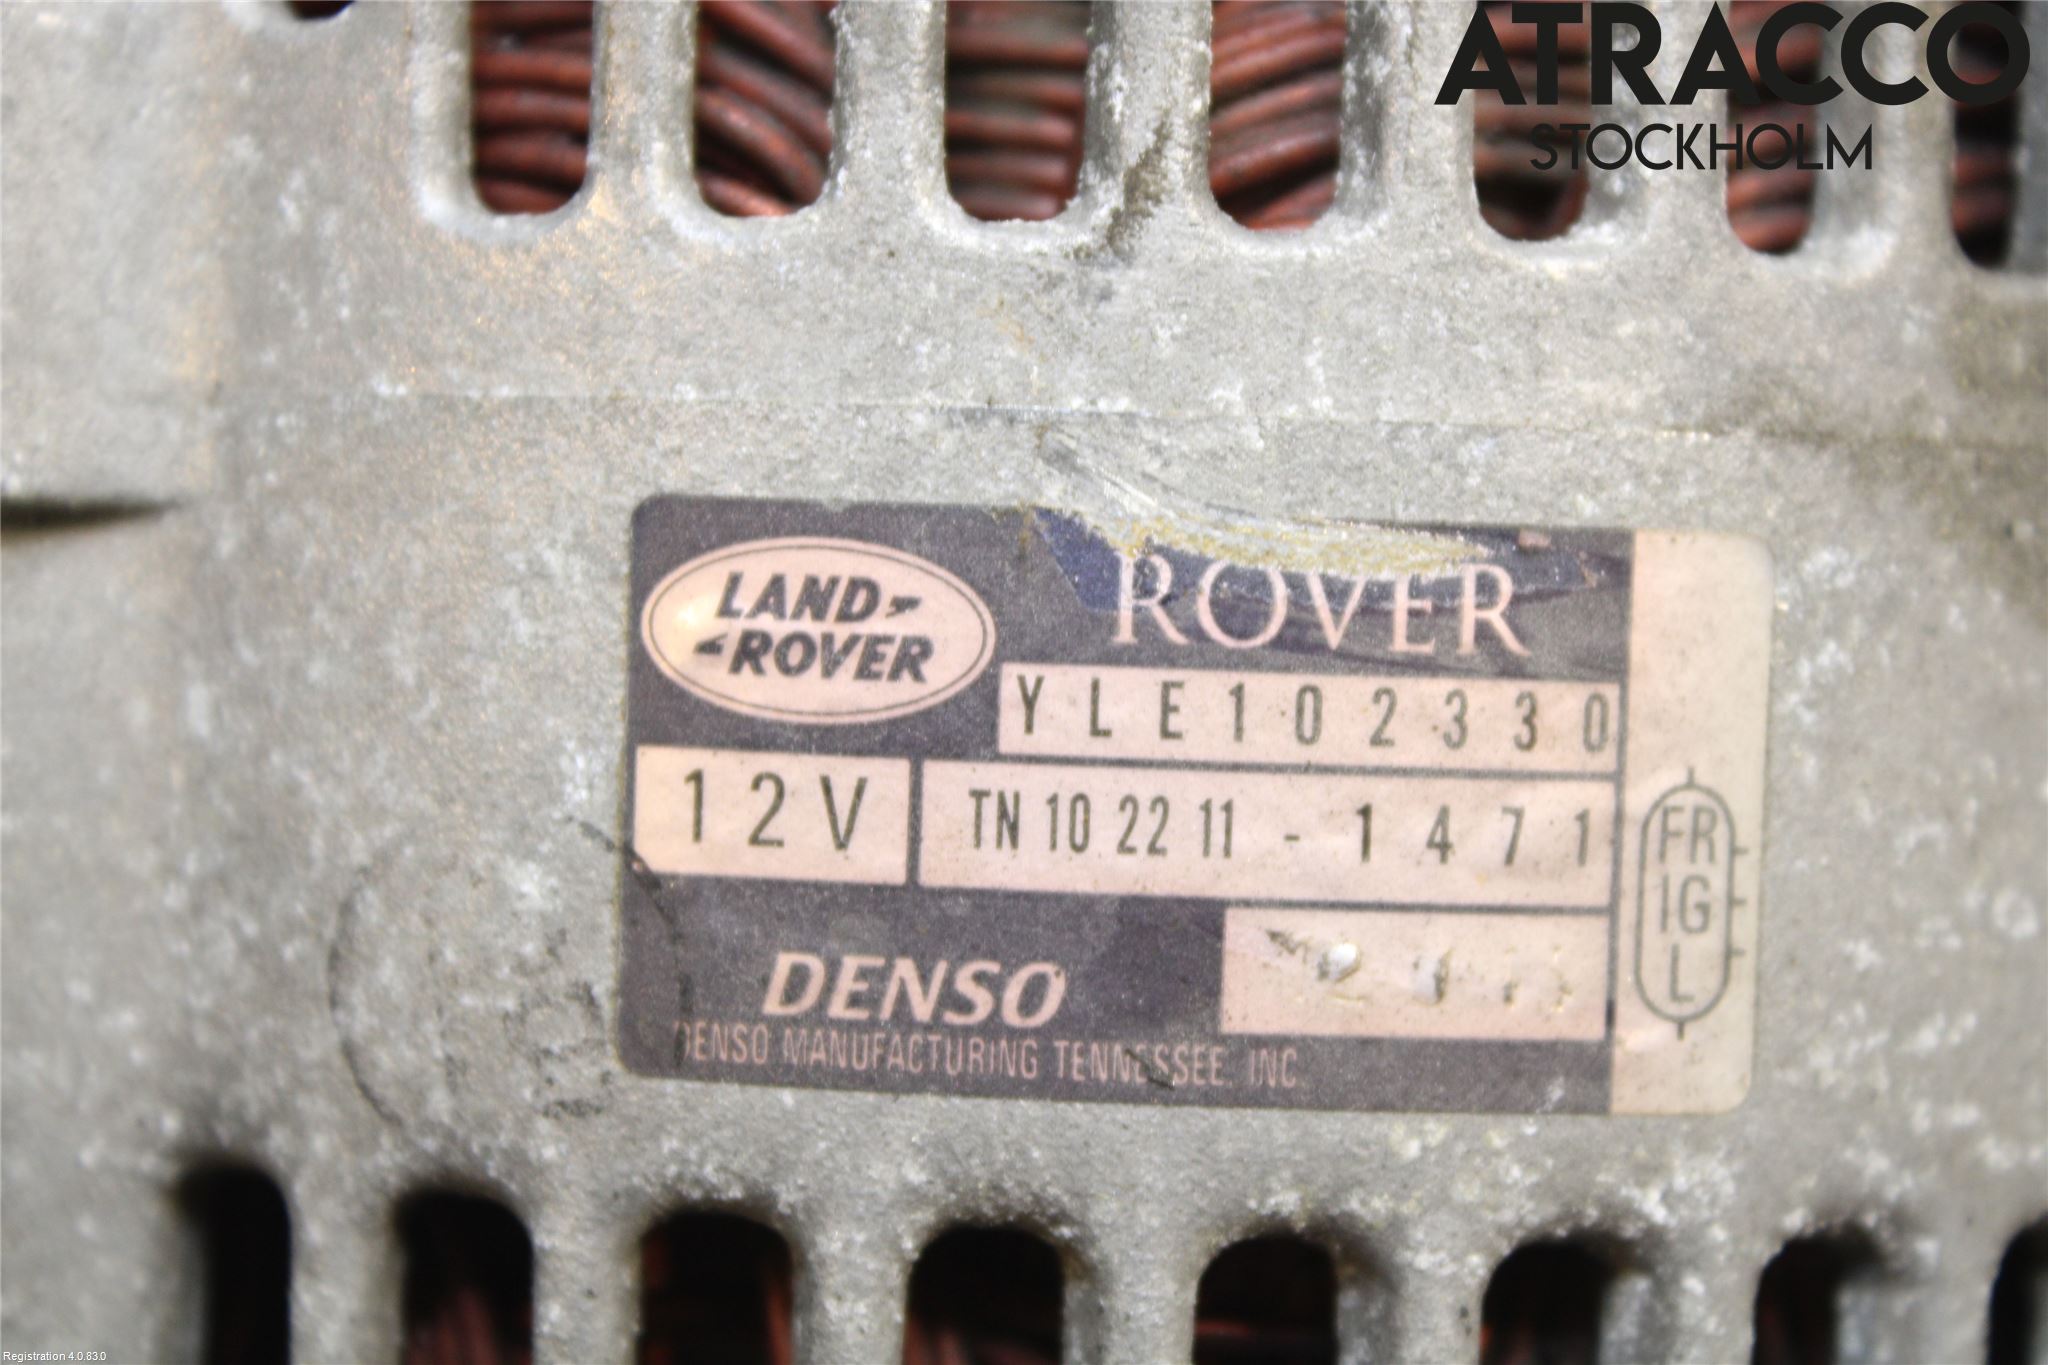 ATRACCO
STOCKHOLM
LAND
ROVER
ROVER
YLE102330
12V
TN 10 22 11 - 1471
FR
IG
L
DENSO
DENSO MANUFACTURING TENNESSEE, INC.
Registration 4.0.83.0